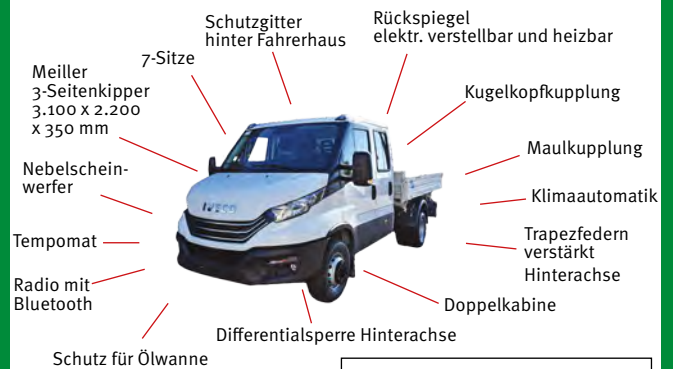 Schutzgitter
hinter Fahrerhaus
Rückspiegel
elektr. verstellbar und heizbar
7-Sitze
Meiller
3-Seitenkipper
3.100 x 2.200
x 350 mm
Kugelkopfkupplung
Maulkupplung
Nebelschein-
werfer
Klimaautomatik
IVECO
Tempomat
Trapezfedern
verstärkt
Hinterachse
Radio mit
Bluetooth
Doppelkabine
Differentialsperre Hinterachse
Schutz für Ölwanne